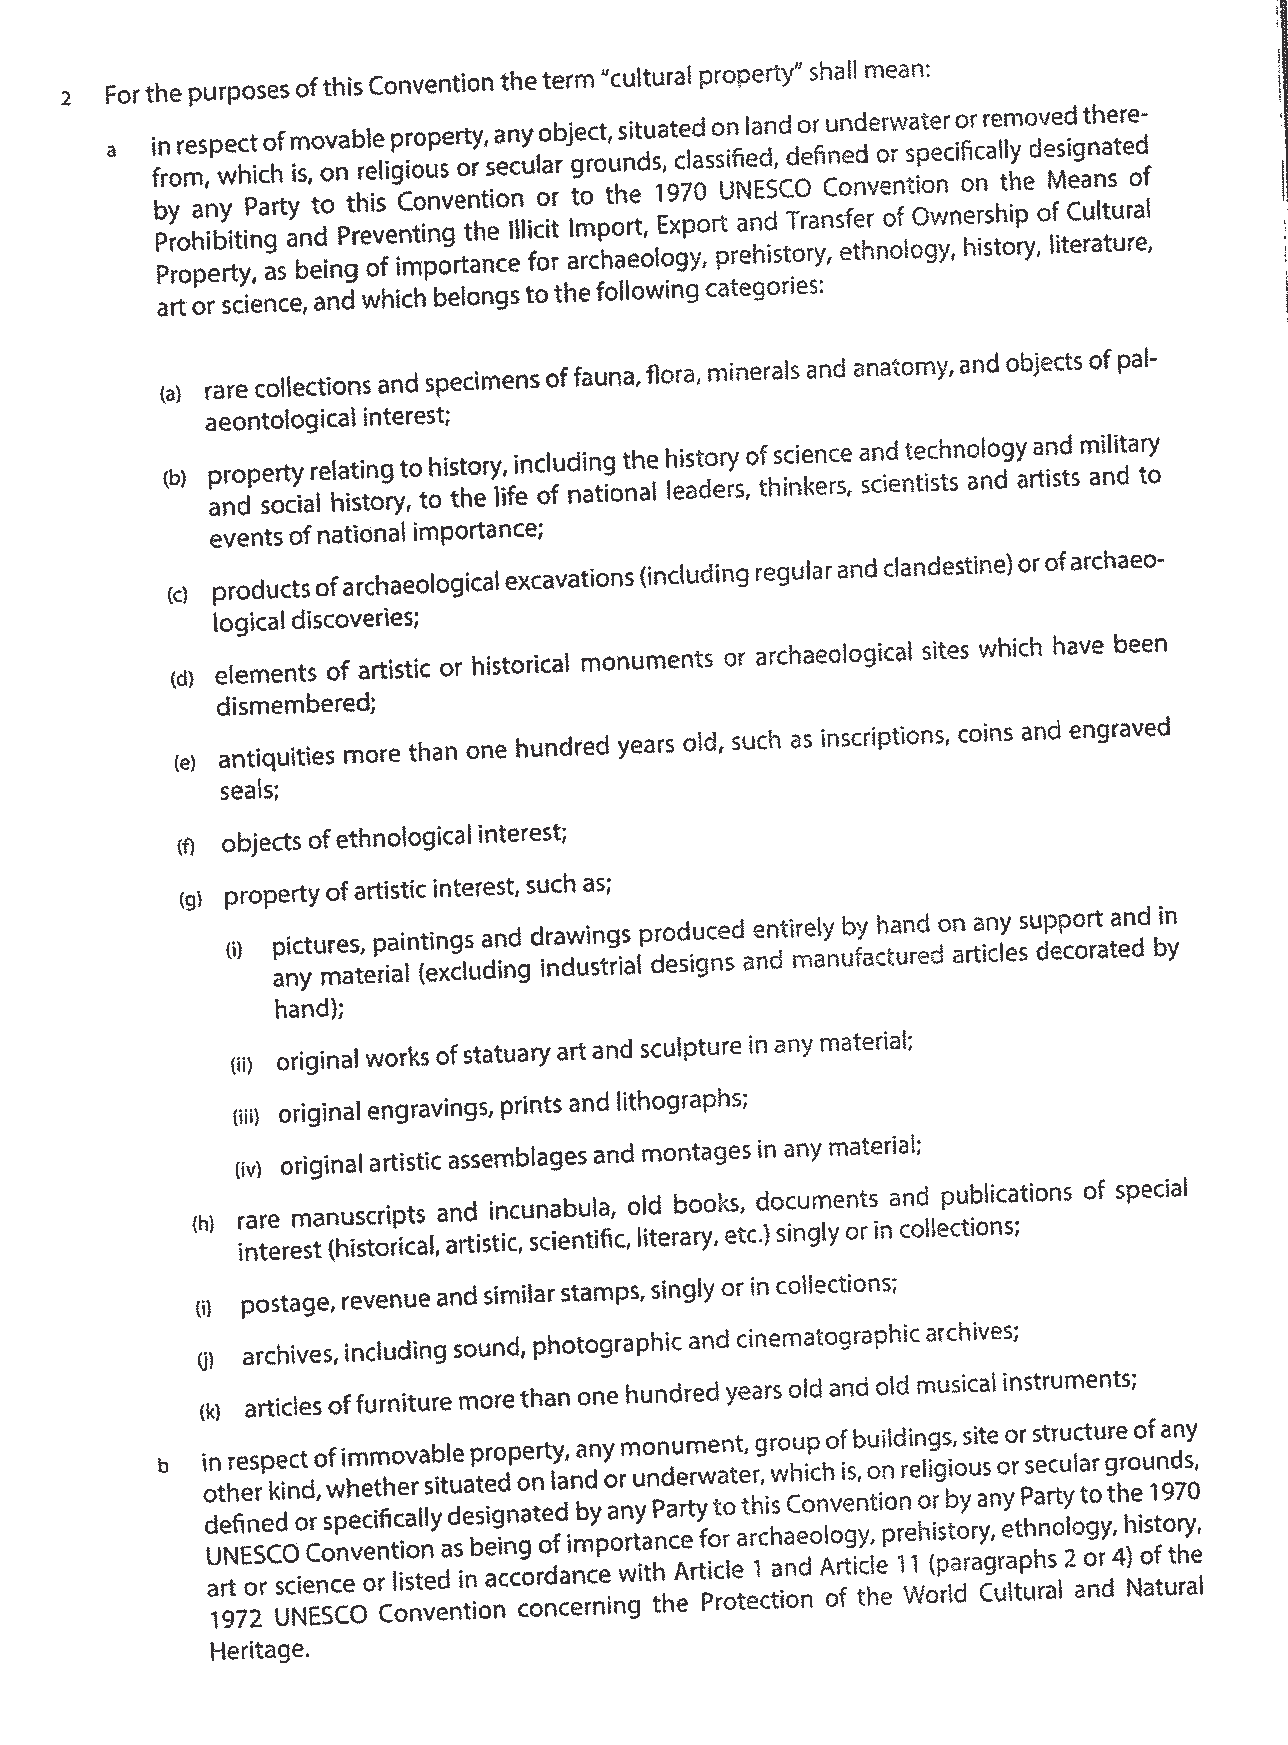 2 For the purposes of this Convention the term "cultural property" shall mean:
a in respect of movable property, any object, situated on land or underwater or removed there-
from, which is, on religious or secular grounds, classified, defined or specifically designated
by any Party to this Convention or to the 1970 UNESCO Convention on the Means of
Prohibiting and Preventing the Illicit Import, Export and Transfer of Ownership of Cultural
Property, as being of importance for archaeology, prehistory, ethnology, history, literature,
art or science, and which belongs to the following categories:
(a) rare collections and specimens of fauna, flora, minerals and anatomy, and objects of pal-
aeontological interest;
(b) property relating to history, including the history of science and technology and military
and social history, to the life of national leaders, thinkers, scientists and artists and to
events of national importance;
(c) products of archaeological excavations (including regular and clandestine) or of archaeo-
logical discoveries;
(d) elements of artistic or historical monuments or archaeological sites which have been
dismembered;
(e) antiquities more than one hundred years old, such as inscriptions, coins and engraved
seals;
(f) objects of ethnological interest;
(g) property of artistic interest, such as;
(i) pictures, paintings and drawings produced entirely by hand on any support and in
any material (excluding industrial designs and manufactured articles decorated by
hand);
(ii) original works of statuary art and sculpture in any material;
(iii) original engravings, prints and lithographs;
(iv) original artistic assemblages and montages in any material;
(h) rare manuscripts and incunabula, old books, documents and publications of special
interest (historical, artistic, scientific, literary, etc.) singly or in collections;
(i) postage, revenue and similar stamps, singly or in collections;
(j) archives, including sound, photographic and cinematographic archives;
(k) articles of furniture more than one hundred years old and old musical instruments;
b in respect of immovable property, any monument, group of buildings, site or structure of any
other kind, whether situated on land or underwater, which is, on religious or secular grounds,
defined or specifically designated by any Party to this Convention or by any Party to the 1970
UNESCO Convention as being of importance for archaeology, prehistory, ethnology, history,
art or science or listed in accordance with Article 1 and Article 11 (paragraphs 2 or 4) of the
1972 UNESCO Convention concerning the Protection of the World Cultural and Natural
Heritage.